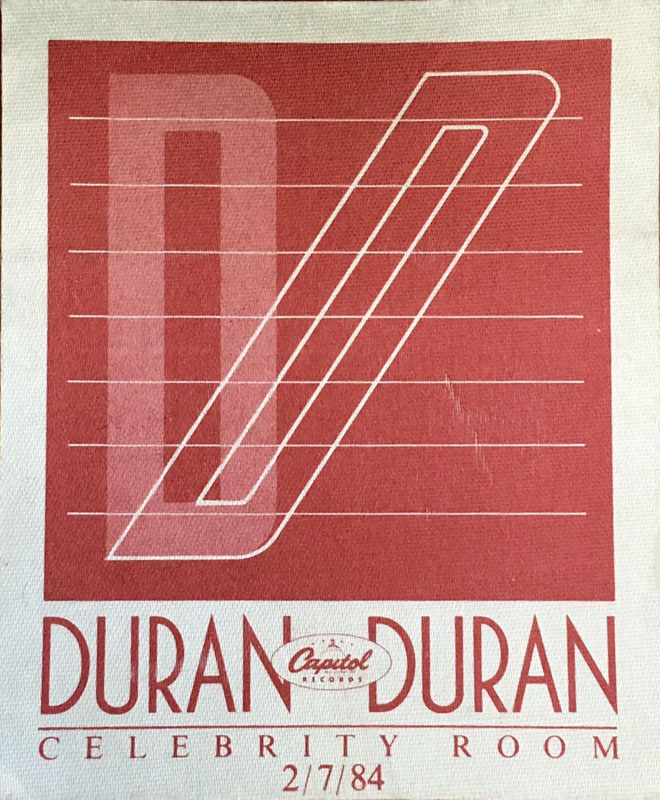 DURAN DURAN
Capitol
RECORDS
CELEBRITY ROOM
2/7/84